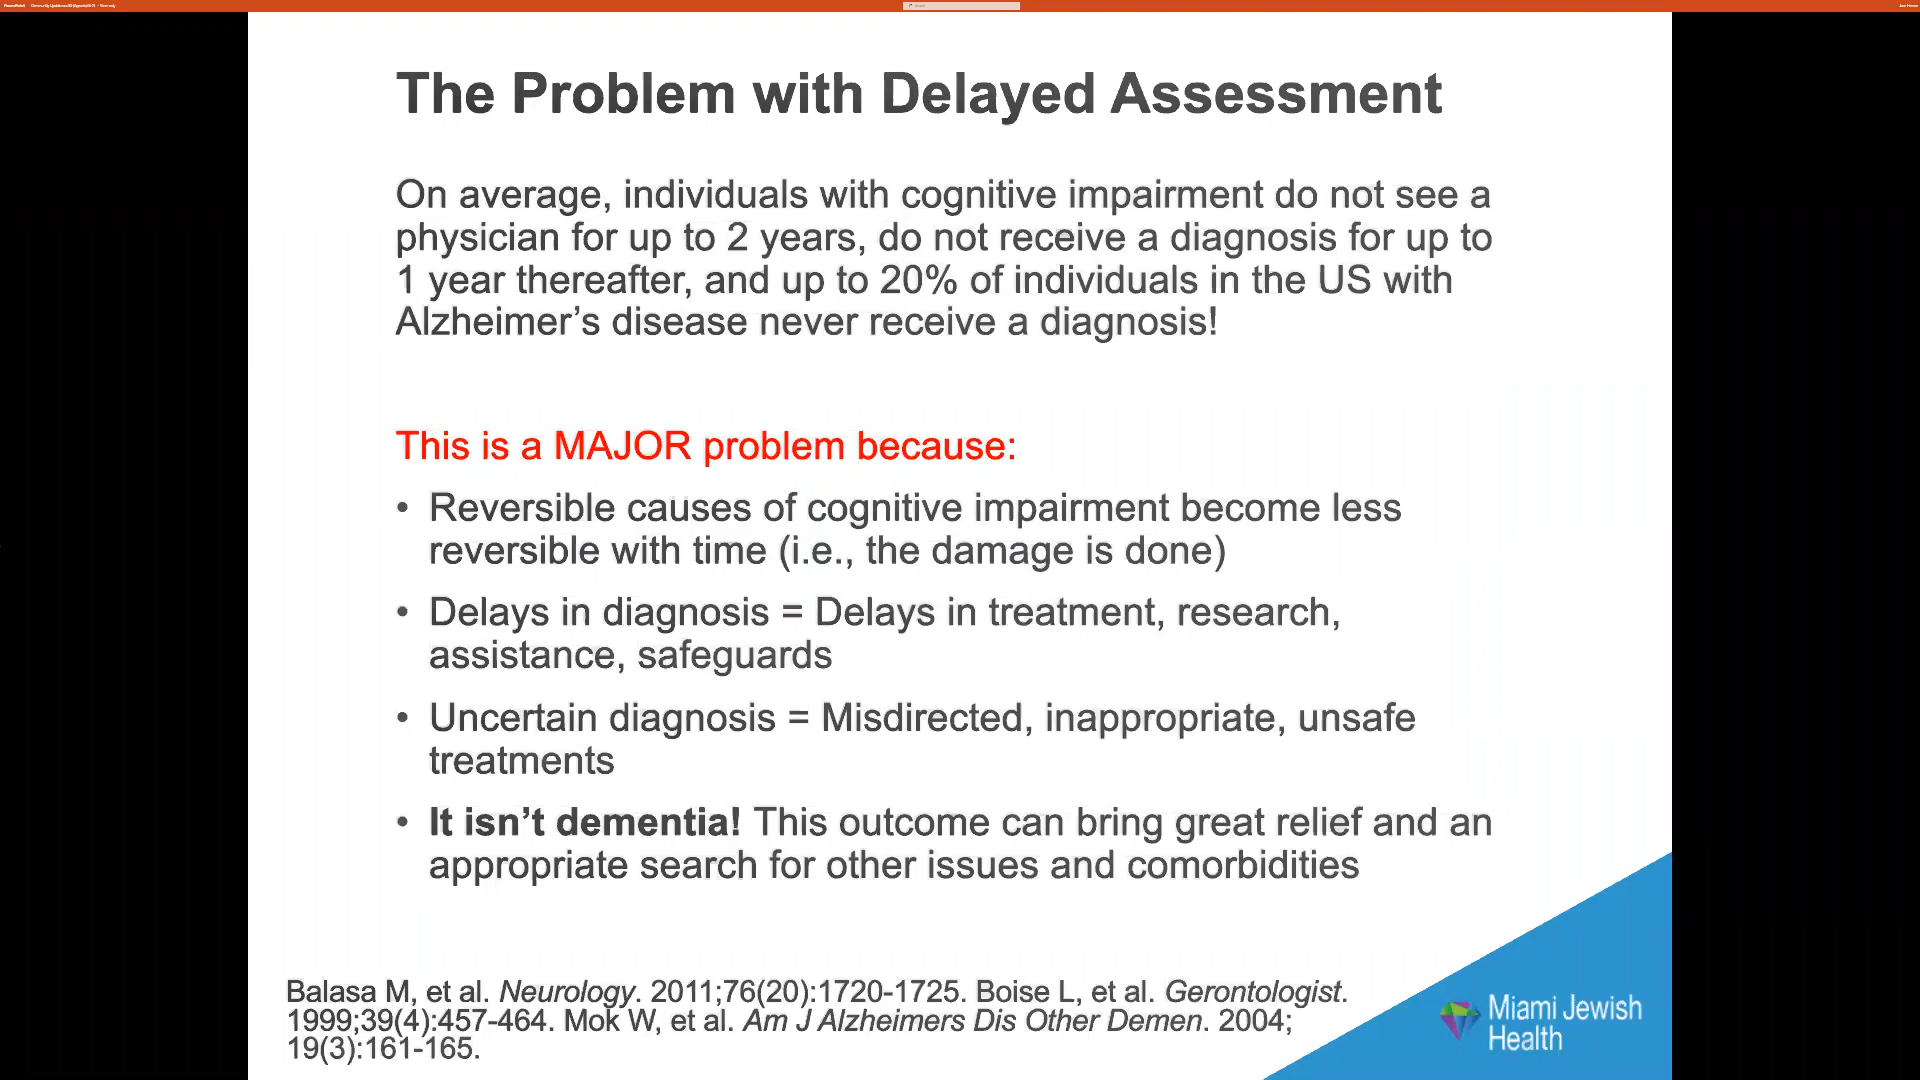 The Problem with Delayed Assessment
On average, individuals with cognitive impairment do not see a
physician for up to 2 years, do not receive a diagnosis for up to
1 year thereafter, and up to 20% of individuals in the US with
Alzheimer’s disease never receive a diagnosis!
This is a MAJOR problem because:
• Reversible causes of cognitive impairment become less
reversible with time (i.e., the damage is done)
• Delays in diagnosis = Delays in treatment, research,
assistance, safeguards
• Uncertain diagnosis = Misdirected, inappropriate, unsafe
treatments
• It isn’t dementia! This outcome can bring great relief and an
appropriate search for other issues and comorbidities
Balasa M, et al. Neurology. 2011;76(20):1720-1725. Boise L, et al. Gerontologist.
1999;39(4):457-464. Mok W, et al. Am J Alzheimers Dis Other Demen. 2004;
19(3):161-165.
Miami Jewish
Health